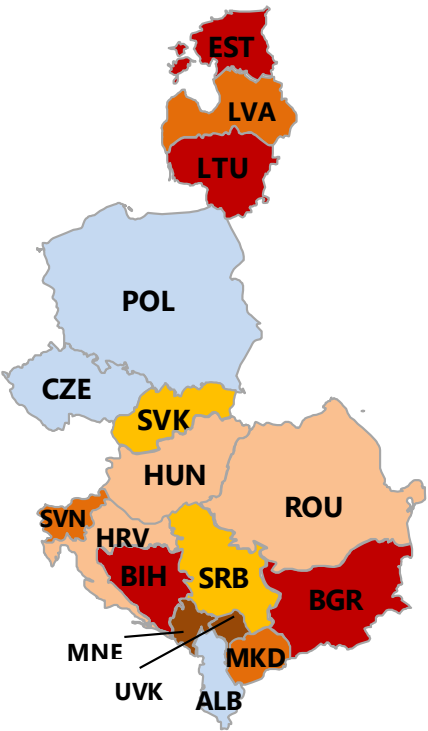 EST
LVA
LTU
POL
CZE
SVK
HUN
ROU
SVN
HRV
BIH
SRB
BGR
MNE
MKD
UVK
ALB